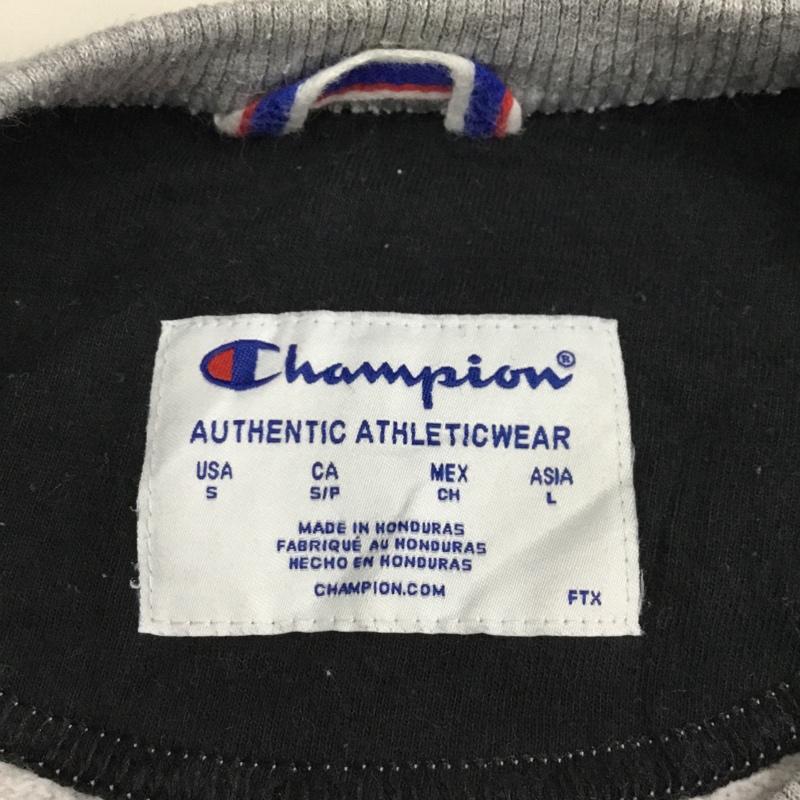 Champion®
AUTHENTIC ATHLETICWEAR
USA CA MEX ASIA
S S/P CH L
MADE IN HONDURAS
FABRIQUÉ AU HONDURAS
HECHO EN HONDURAS
CHAMPION.COM
FTX